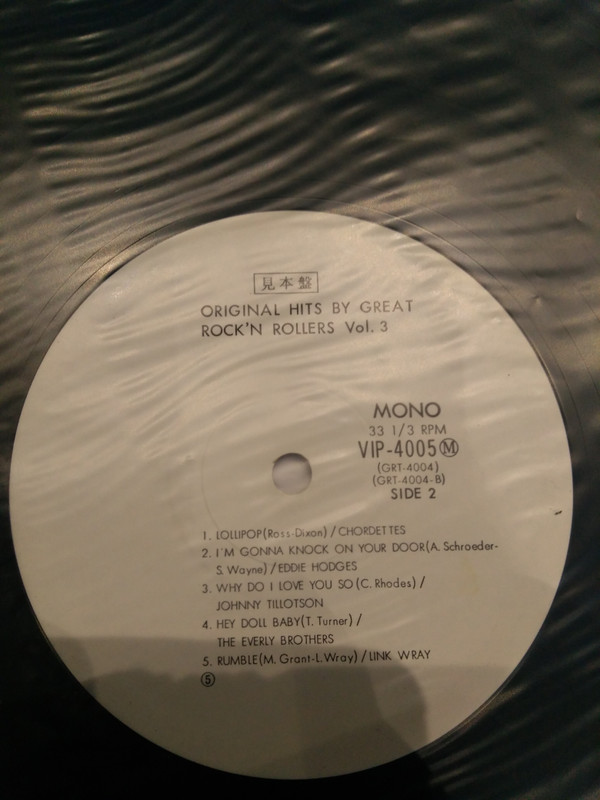 見本盤
ORIGINAL HITS BY GREAT
ROCK'N ROLLERS Vol. 3
MONO
33 1/3 RPM
VIP-4005Ⓜ
(GRT-4004)
(GRT-4004-B)
SIDE 2
1. LOLLIPOP(Ross-Dixon)/CHORDETTES
2. I'M GONNA KNOCK ON YOUR DOOR(A. Schroeder-
S. Wayne)/EDDIE HODGES
3. WHY DO I LOVE YOU SO(C. Rhodes)/
JOHNNY TILLOTSON
4. HEY DOLL BABY(T. Turner)/
THE EVERLY BROTHERS
5. RUMBLE(M. Grant-L. Wray)/LINK WRAY
Ⓢ